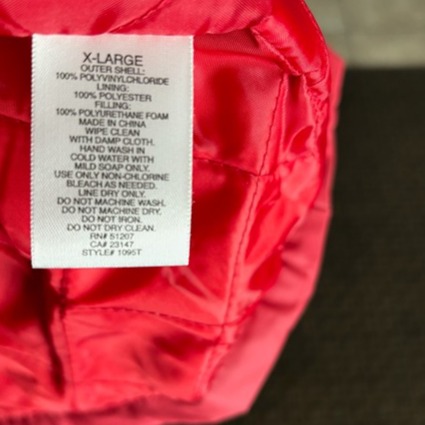 X-LARGE
OUTER SHELL:
100% POLYVINYLCHLORIDE
LINING:
100% POLYESTER
FILLING:
100% POLYURETHANE FOAM
MADE IN CHINA
WIPE CLEAN
WITH DAMP CLOTH.
HAND WASH IN
COLD WATER WITH
MILD SOAP ONLY.
USE ONLY NON-CHLORINE
BLEACH AS NEEDED.
LINE DRY ONLY.
DO NOT MACHINE WASH.
DO NOT MACHINE DRY.
DO NOT IRON.
DO NOT DRY CLEAN.
RN# 51207
CA# 23147
STYLE# 1095T